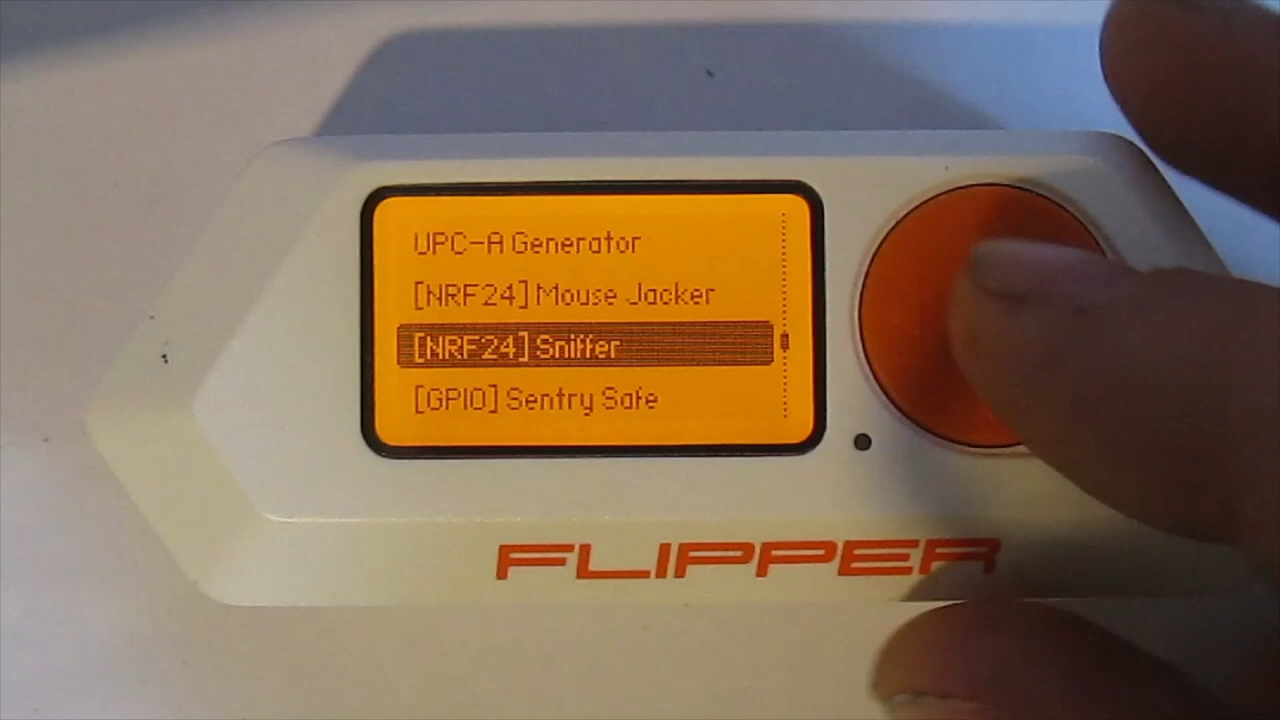 UPC-A Generator
[NRF24] Mouse Jacker
[NRF24] Sniffer
[GPIO] Sentry Safe
FLIPPER